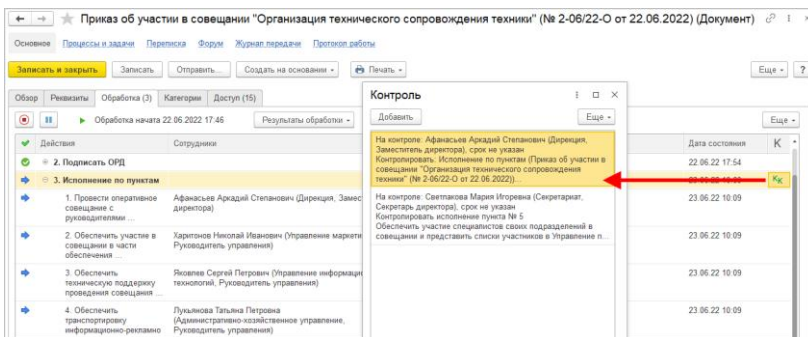 Приказ об участии в совещании "Организация технического сопровождения техники" (№ 2-06/22-О от 22.06.2022) (Документ)
Основное Процессы и задачи Переписка Форум Журнал передачи Протокол работы
Записать и закрыть Записать Отправить... Создать на основании Печать Еще ?
Обзор Реквизиты Обработка (3) Категории Доступ (15)
Обработка начата 22.06.2022 17:46 Результаты обработки Еще
Действия Сотрудники Дата состояния К
2. Подписать ОРД 22.06.22 17:54
3. Исполнение по пунктам
1. Провести оперативное совещание с руководителями ...
Афанасьев Аркадий Степанович (Дирекция, Замес
директора)
23.06.22 10:09
2. Обеспечить участие в совещании в части обеспечения ...
Харитонов Николай Иванович (Управление маркети
Руководитель управления)
23.06.22 10:09
3. Обеспечить техническую поддержку проведения совещания ...
Яковлев Сергей Петрович (Управление информацио
технологий, Руководитель управления)
23.06.22 10:09
4. Обеспечить транспортировку информационно-рекламно
Лукьянова Татьяна Петровна
(Административно-хозяйственное управление,
Руководитель управления)
23.06.22 10:09
Контроль
Добавить Еще
На контроле: Афанасьев Аркадий Степанович (Дирекция,
Заместитель директора), срок не указан
Контролировать: Исполнение по пунктам (Приказ об участии в
совещании "Организация технического сопровождения
техники" (№ 2-06/22-О от 22.06.2022))...
На контроле: Светлакова Мария Игоревна (Секретариат,
Секретарь директора), срок не указан
Контролировать исполнение пункта № 5
Обеспечить участие специалистов своих подразделений в
совещании и представить списки участников в Управление п...